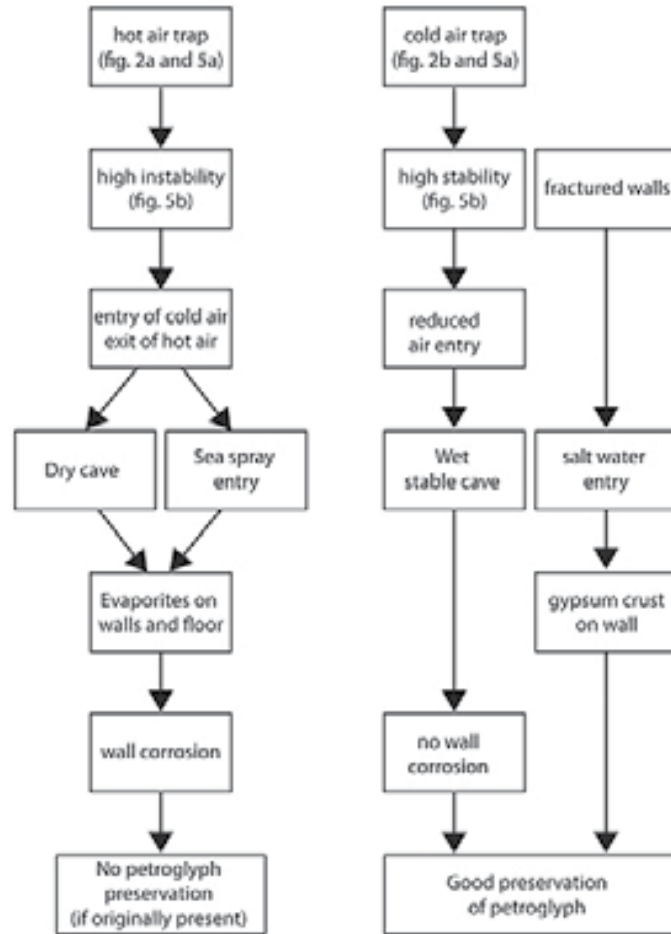 hot air trap
(fig. 2a and 5a)
cold air trap
(fig. 2b and 5a)
high instability
(fig. 5b)
high stability
(fig. 5b)
fractured walls
entry of cold air
exit of hot air
reduced
air entry
Dry cave
Sea spray
entry
Wet
stable cave
salt water
entry
Evaporites on
walls and floor
gypsum crust
on wall
wall corrosion
no wall
corrosion
No petroglyph
preservation
(if originally present)
Good preservation
of petroglyph